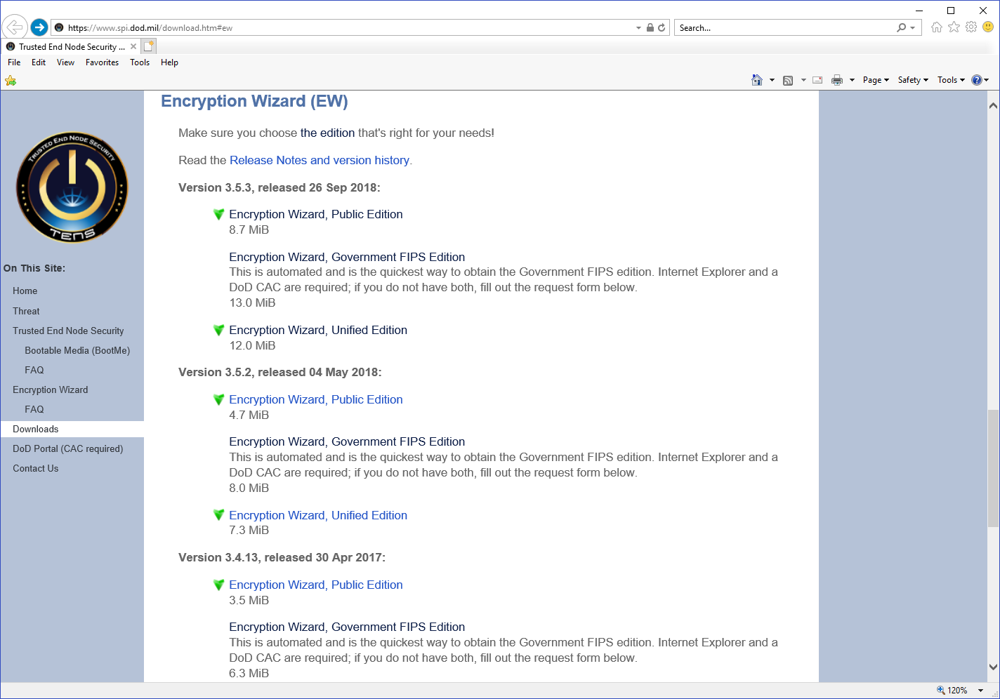 https://www.spi.dod.mil/download.htm#ew
Search...
Trusted End Node Security ...
File Edit View Favorites Tools Help
Page Safety Tools
TRUSTED END NODE SECURITY
TENS
On This Site:
Home
Threat
Trusted End Node Security
Bootable Media (BootMe)
FAQ
Encryption Wizard
FAQ
Downloads
DoD Portal (CAC required)
Contact Us
Encryption Wizard (EW)
Make sure you choose the edition that's right for your needs!
Read the Release Notes and version history.
Version 3.5.3, released 26 Sep 2018:
Encryption Wizard, Public Edition
8.7 MiB
Encryption Wizard, Government FIPS Edition
This is automated and is the quickest way to obtain the Government FIPS edition. Internet Explorer and a
DoD CAC are required; if you do not have both, fill out the request form below.
13.0 MiB
Encryption Wizard, Unified Edition
12.0 MiB
Version 3.5.2, released 04 May 2018:
Encryption Wizard, Public Edition
4.7 MiB
Encryption Wizard, Government FIPS Edition
This is automated and is the quickest way to obtain the Government FIPS edition. Internet Explorer and a
DoD CAC are required; if you do not have both, fill out the request form below.
8.0 MiB
Encryption Wizard, Unified Edition
7.3 MiB
Version 3.4.13, released 30 Apr 2017:
Encryption Wizard, Public Edition
3.5 MiB
Encryption Wizard, Government FIPS Edition
This is automated and is the quickest way to obtain the Government FIPS edition. Internet Explorer and a
DoD CAC are required; if you do not have both, fill out the request form below.
6.3 MiB
120%